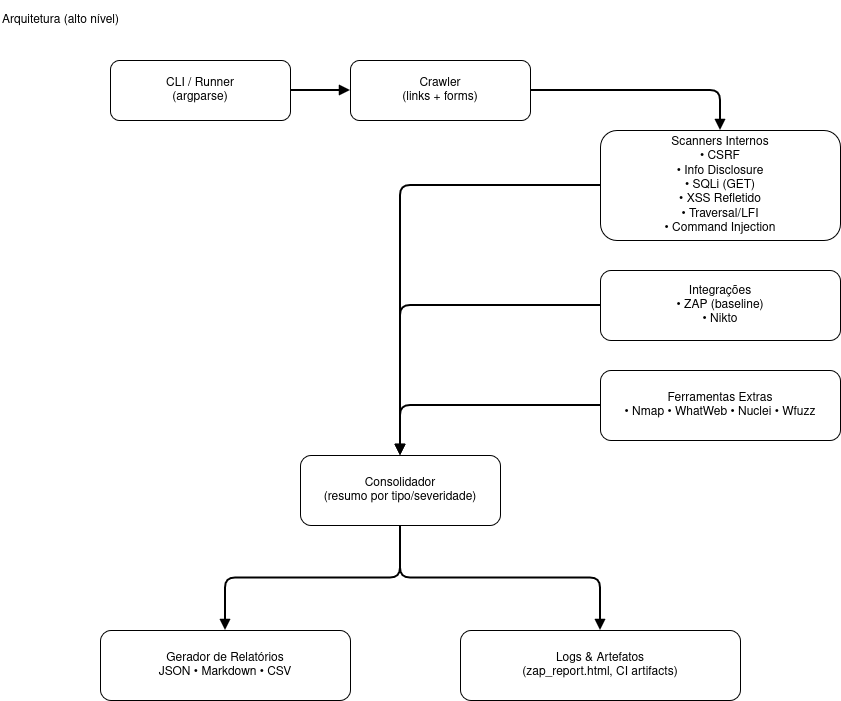 Arquitetura (alto nível)
CLI / Runner
(argparse)
Crawler
(links + forms)
Scanners Internos
• CSRF
• Info Disclosure
• SQLi (GET)
• XSS Refletido
• Traversal/LFI
• Command Injection
Integrações
• ZAP (baseline)
• Nikto
Ferramentas Extras
• Nmap • WhatWeb • Nuclei • Wfuzz
Consolidador
(resumo por tipo/severidade)
Gerador de Relatórios
JSON • Markdown • CSV
Logs & Artefatos
(zap_report.html, CI artifacts)